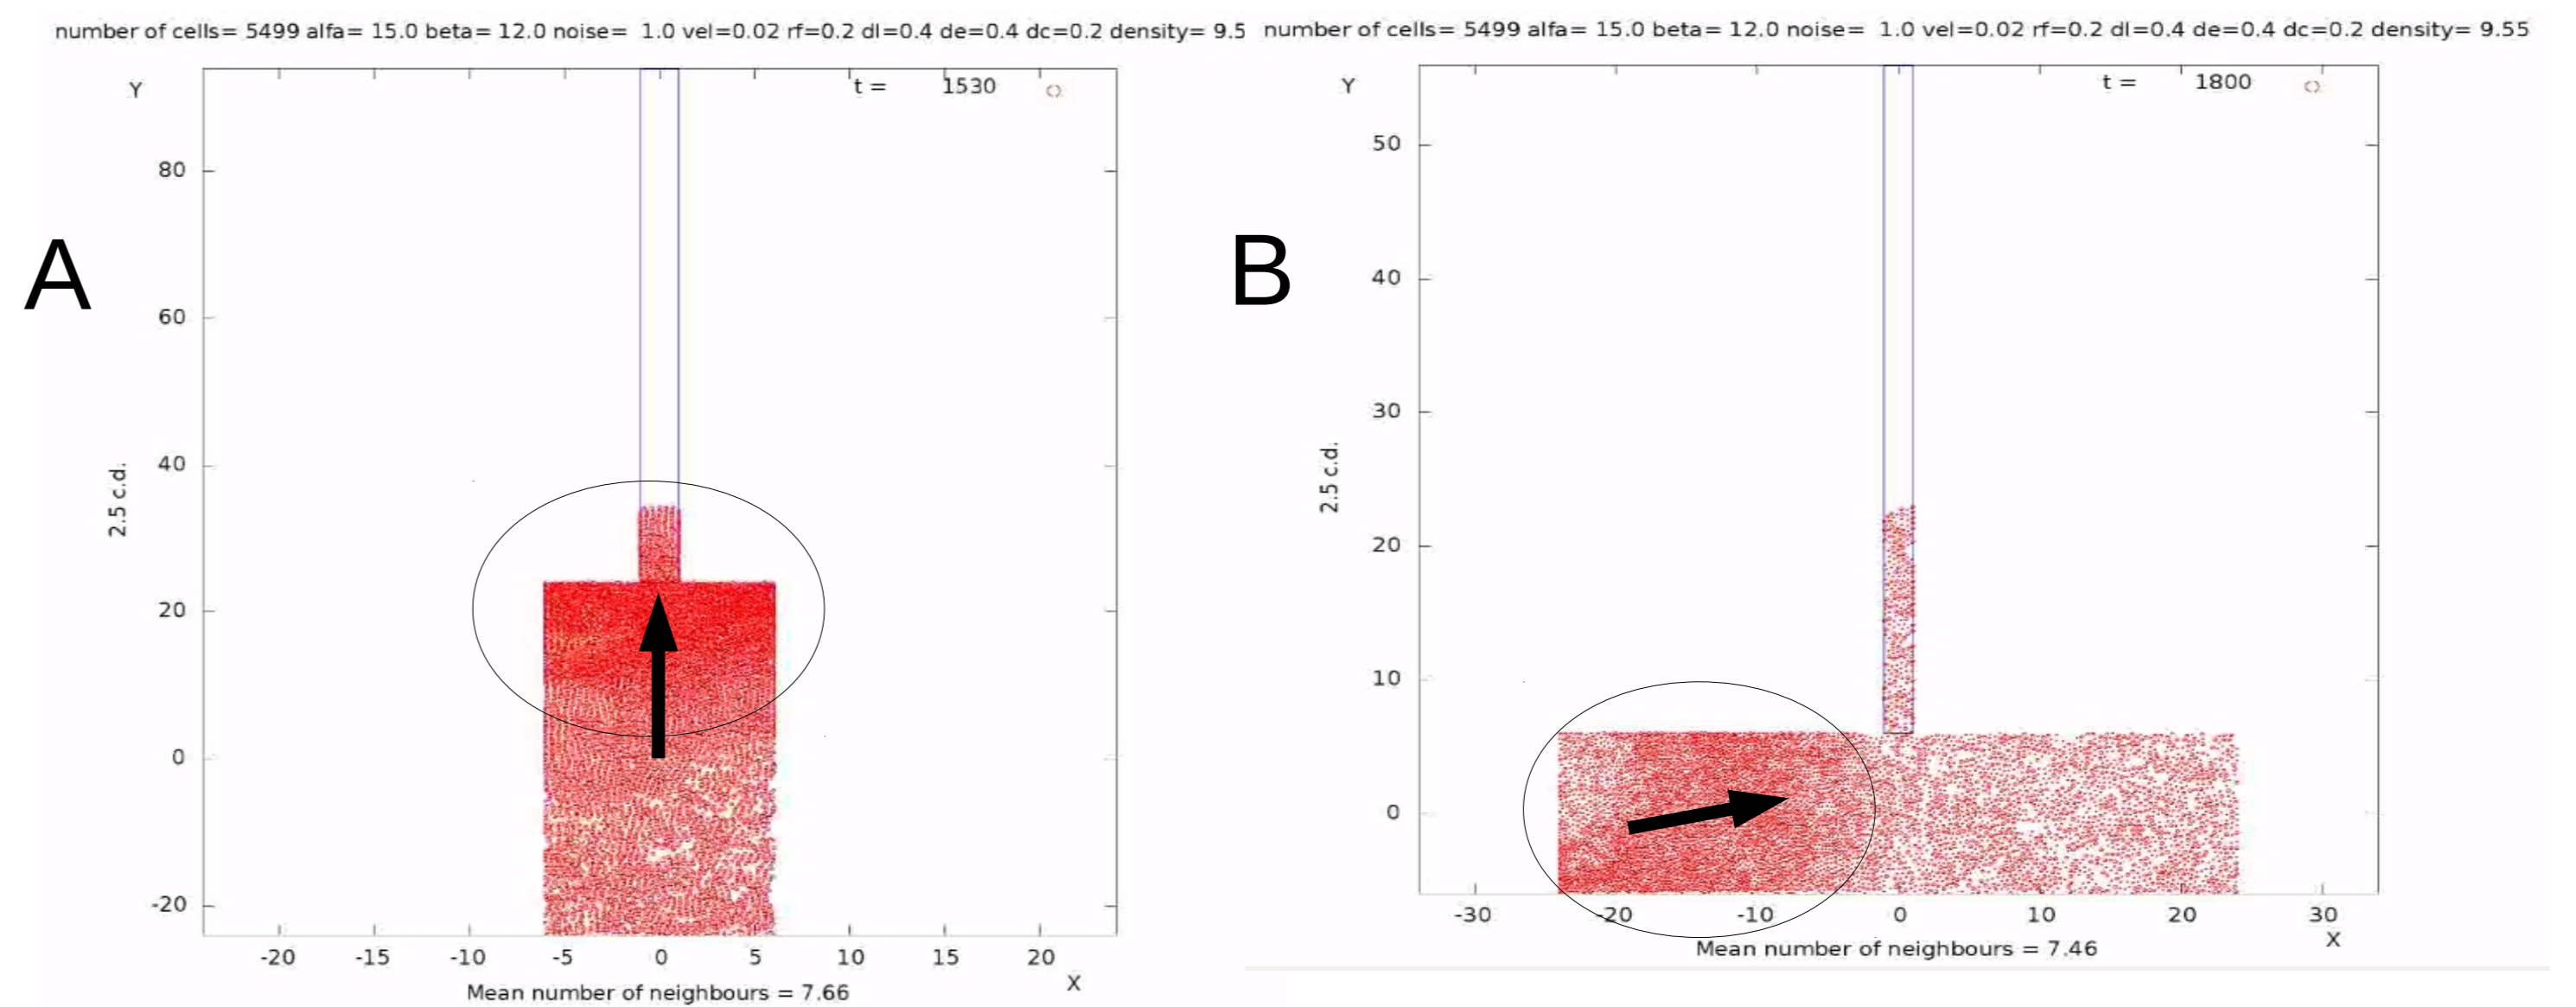 number of cells= 5499 alfa= 15.0 beta= 12.0 noise= 1.0 vel=0.02 rf=0.2 dl=0.4 de=0.4 dc=0.2 density= 9.5
Y
t = 1530
A
80
60
40
20
0
-20
2.5 c.d.
-20 -15 -10 -5 0 5 10 15 20
X
Mean number of neighbours = 7.66
number of cells= 5499 alfa= 15.0 beta= 12.0 noise= 1.0 vel=0.02 rf=0.2 dl=0.4 de=0.4 dc=0.2 density= 9.55
Y
t = 1800
B
50
40
30
20
10
0
2.5 c.d.
-30 -20 -10 0 10 20 30
X
Mean number of neighbours = 7.46